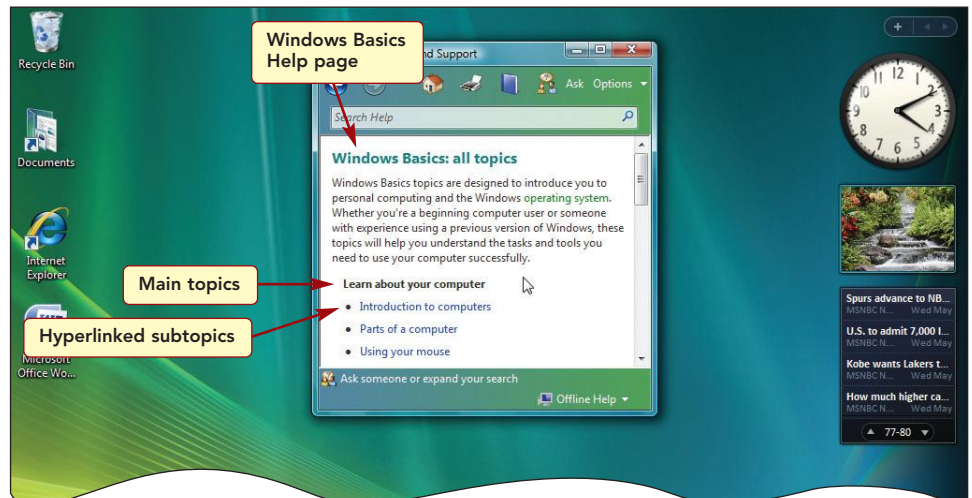 Recycle Bin
Documents
Internet
Explorer
Microsoft
Office Wo...
Windows Basics
Help page
Main topics
Hyperlinked subtopics
nd Support
Ask Options
Search Help
Windows Basics: all topics
Windows Basics topics are designed to introduce you to
personal computing and the Windows operating system.
Whether you're a beginning computer user or someone
with experience using a previous version of Windows, these
topics will help you understand the tasks and tools you
need to use your computer successfully.
Learn about your computer
• Introduction to computers
• Parts of a computer
• Using your mouse
Ask someone or expand your search
Offline Help
11 12 1
10 2
9 3
8 4
7 6 5
Spurs advance to NB...
MSNBC N... Wed May
U.S. to admit 7,000 I...
MSNBC N... Wed May
Kobe wants Lakers t...
MSNBC N... Wed May
How much higher ca...
MSNBC N... Wed May
77-80